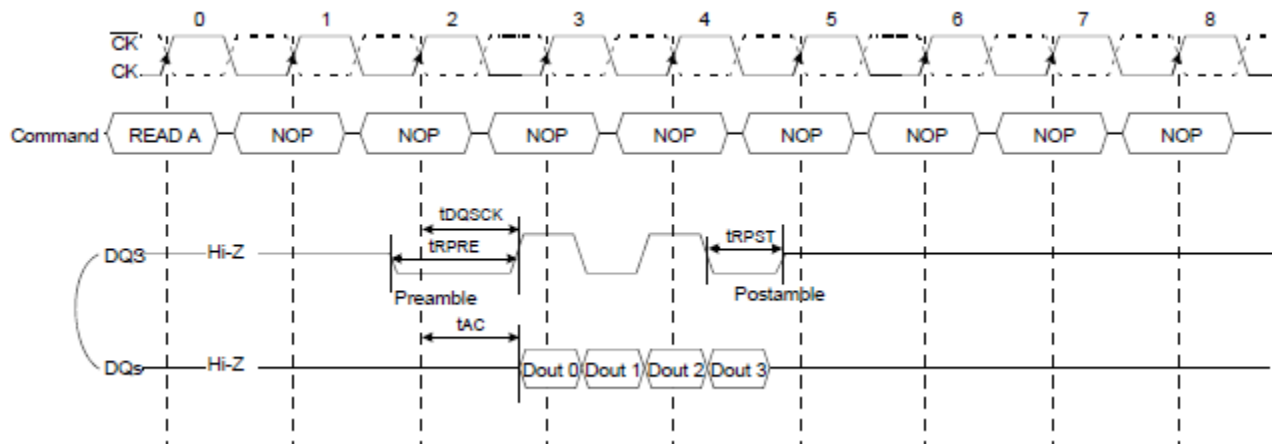 0 1 2 3 4 5 6 7 8
CK
CK
Command READ A NOP NOP NOP NOP NOP NOP NOP NOP
tDQSCK
DQS Hi-Z tRPRE tRPST
Preamble Postamble
tAC
DQs Hi-Z Dout 0 Dout 1 Dout 2 Dout 3